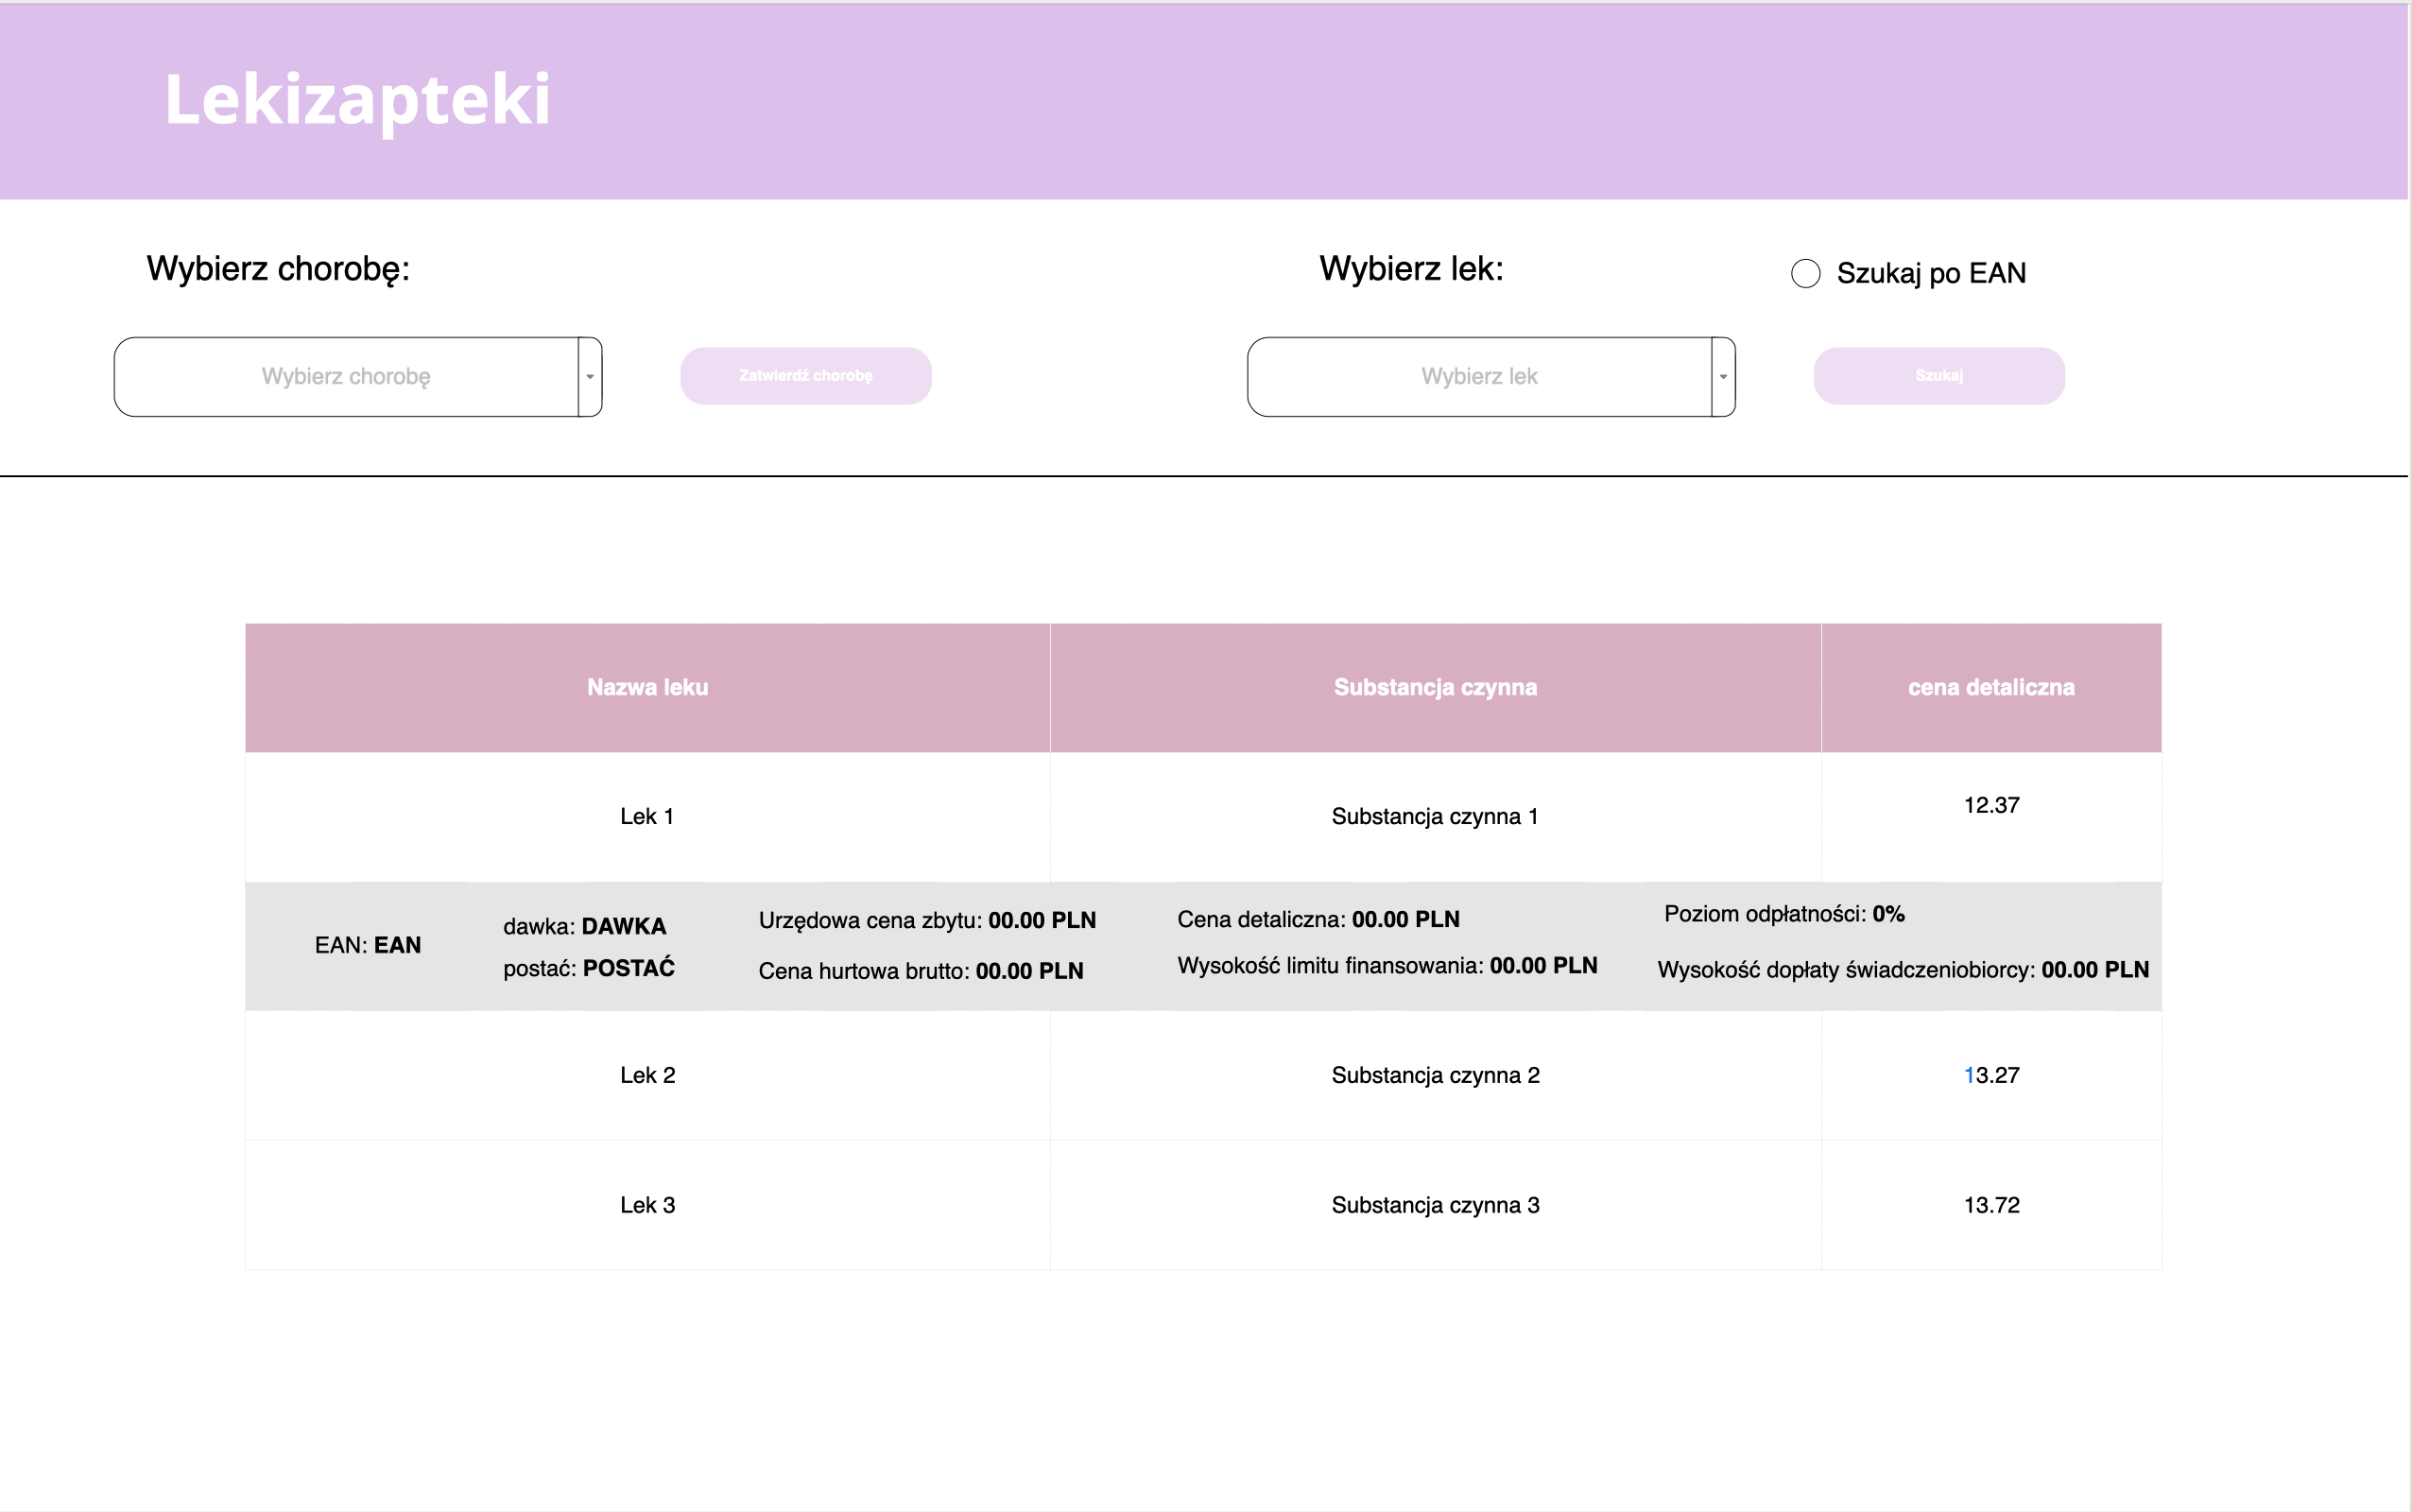 Lekizapteki
Wybierz chorobę:
Wybierz lek:
Szukaj po EAN
Wybierz chorobę
Zatwierdź chorobę
Wybierz lek
Szukaj
Nazwa leku
Substancja czynna
cena detaliczna
Lek 1
Substancja czynna 1
12.37
EAN: EAN
dawka: DAWKA
postać: POSTAĆ
Urzędowa cena zbytu: 00.00 PLN
Cena hurtowa brutto: 00.00 PLN
Cena detaliczna: 00.00 PLN
Wysokość limitu finansowania: 00.00 PLN
Poziom odpłatności: 0%
Wysokość dopłaty świadczeniobiorcy: 00.00 PLN
Lek 2
Substancja czynna 2
13.27
Lek 3
Substancja czynna 3
13.72